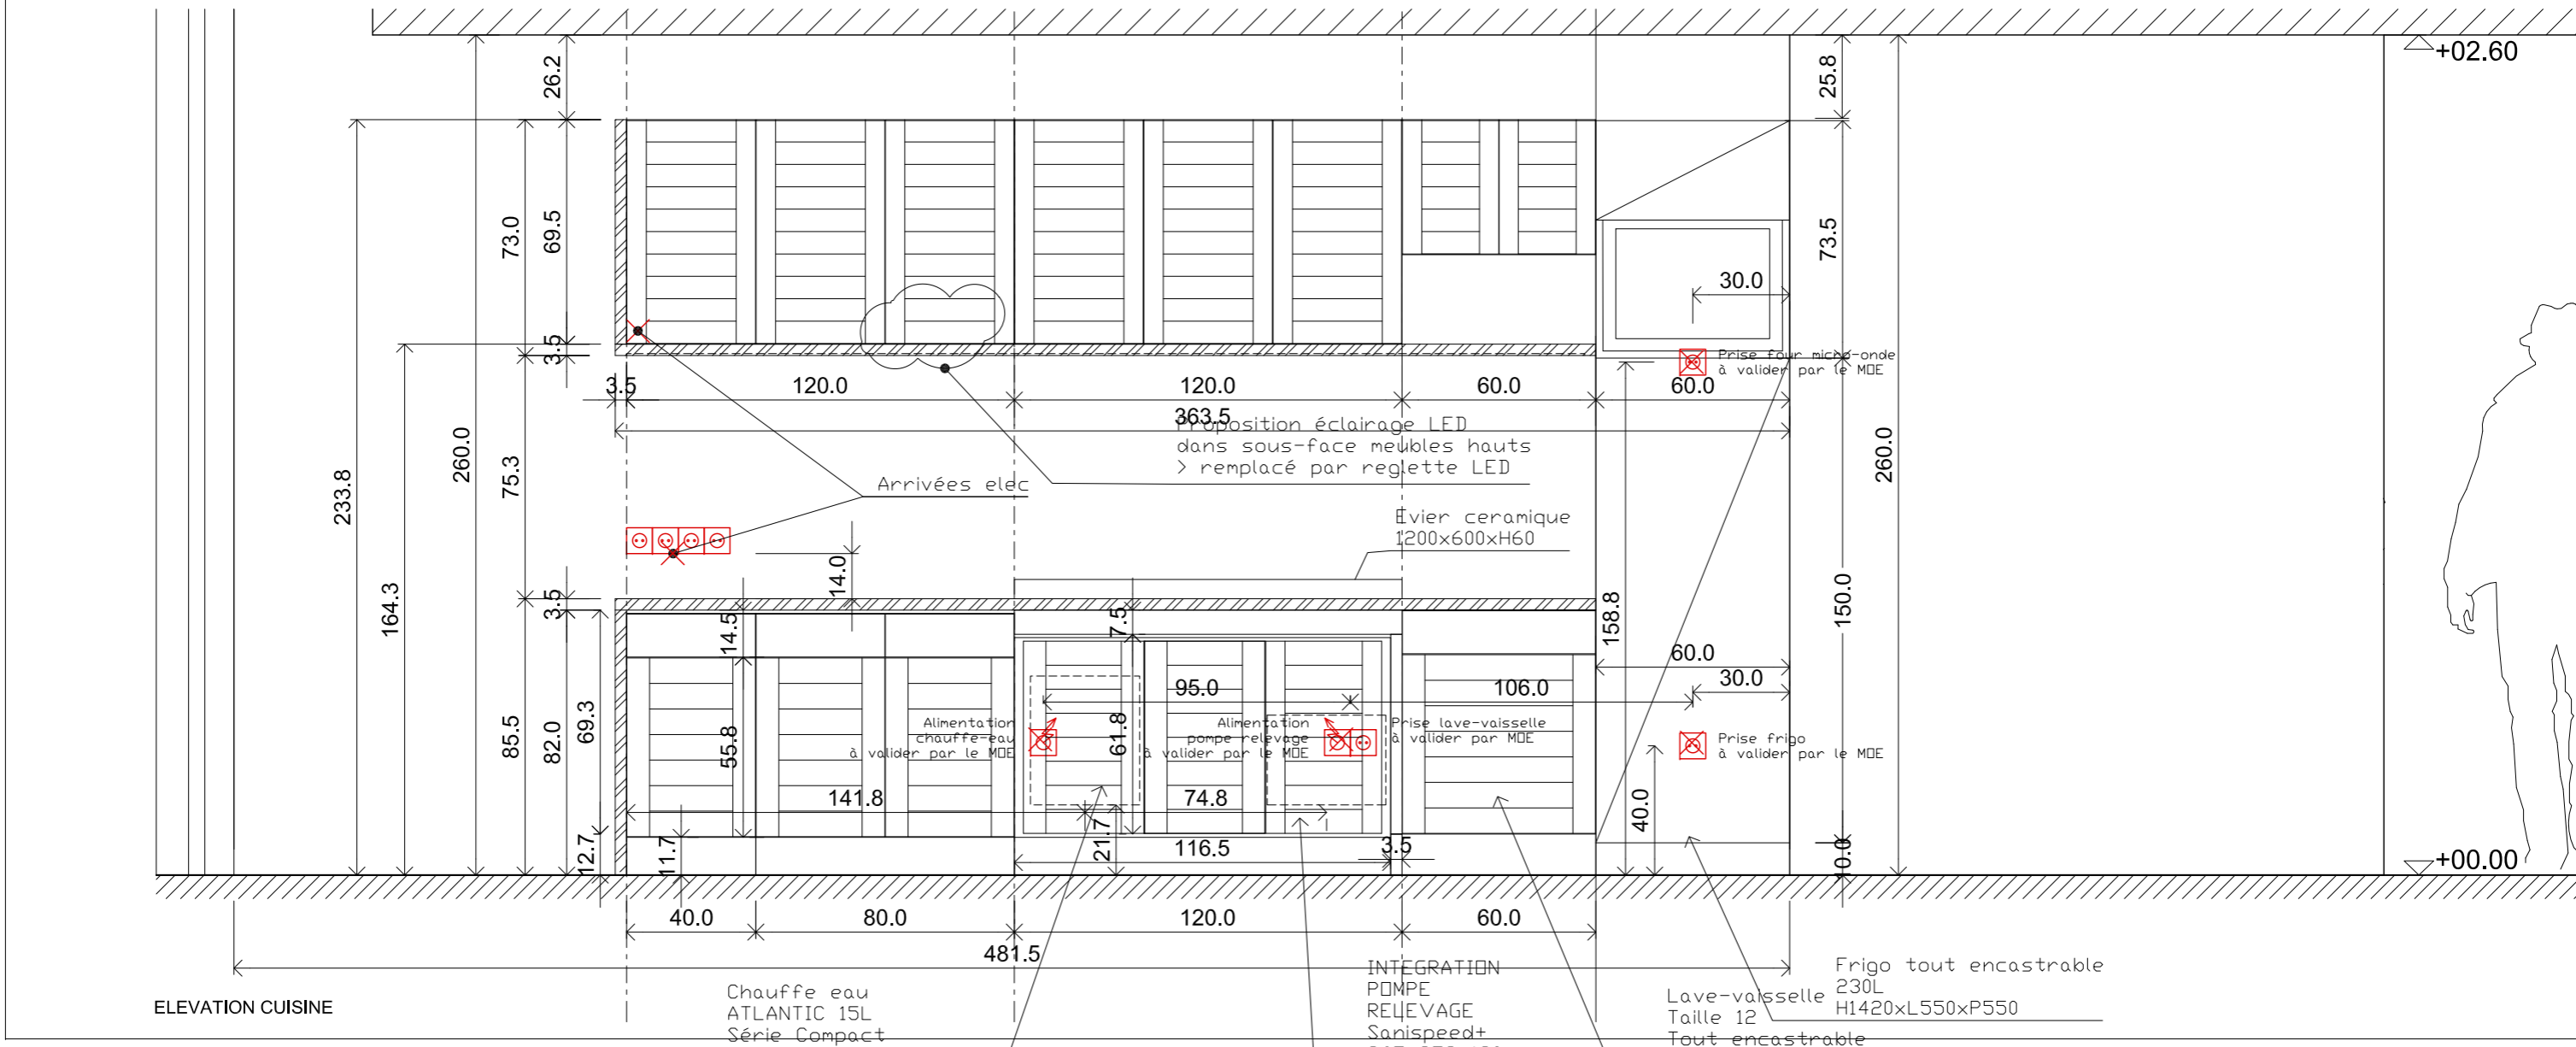 +02.60
26.2
25.8
73.0
69.5
73.5
30.0
3.5
Prise four micro-onde
à valider par le MOE
3.5
120.0
120.0
60.0
60.0
363.5
Proposition éclairage LED
dans sous-face meubles hauts
> remplacé par reglette LED
260.0
260.0
233.8
75.3
Arrivées elec
Evier ceramique
1200x600xH60
14.0
164.3
3.5
150.0
158.8
14.5
7.5
60.0
30.0
95.0
106.0
85.5
82.0
69.3
55.8
61.8
Alimentation
chauffe-eau
à valider par le MOE
Alimentation
pompe relevage
à valider par le MOE
Prise lave-vaisselle
à valider par MOE
Prise frigo
à valider par le MOE
141.8
74.8
40.0
21.7
116.5
3.5
12.7
11.7
10.0
+00.00
40.0
80.0
120.0
60.0
481.5
ELEVATION CUISINE
Chauffe eau
ATLANTIC 15L
Série Compact
INTEGRATION
POMPE
RELEVAGE
Sanispeed+
Lave-vaisselle
Taille 12
Tout encastrable
Frigo tout encastrable
230L
H1420xL550xP550